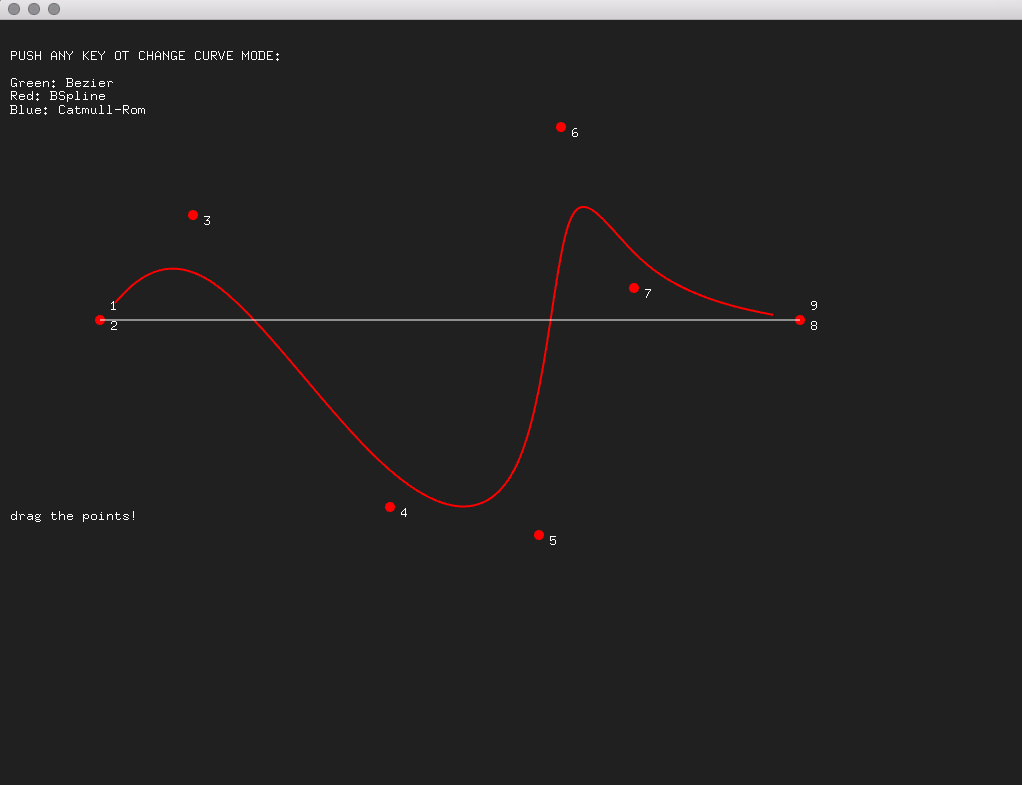 PUSH ANY KEY OT CHANGE CURVE MODE:
Green: Bezier
Red: BSpline
Blue: Catmull-Rom
6
3
1
9
2
8
7
4
drag the points!
5